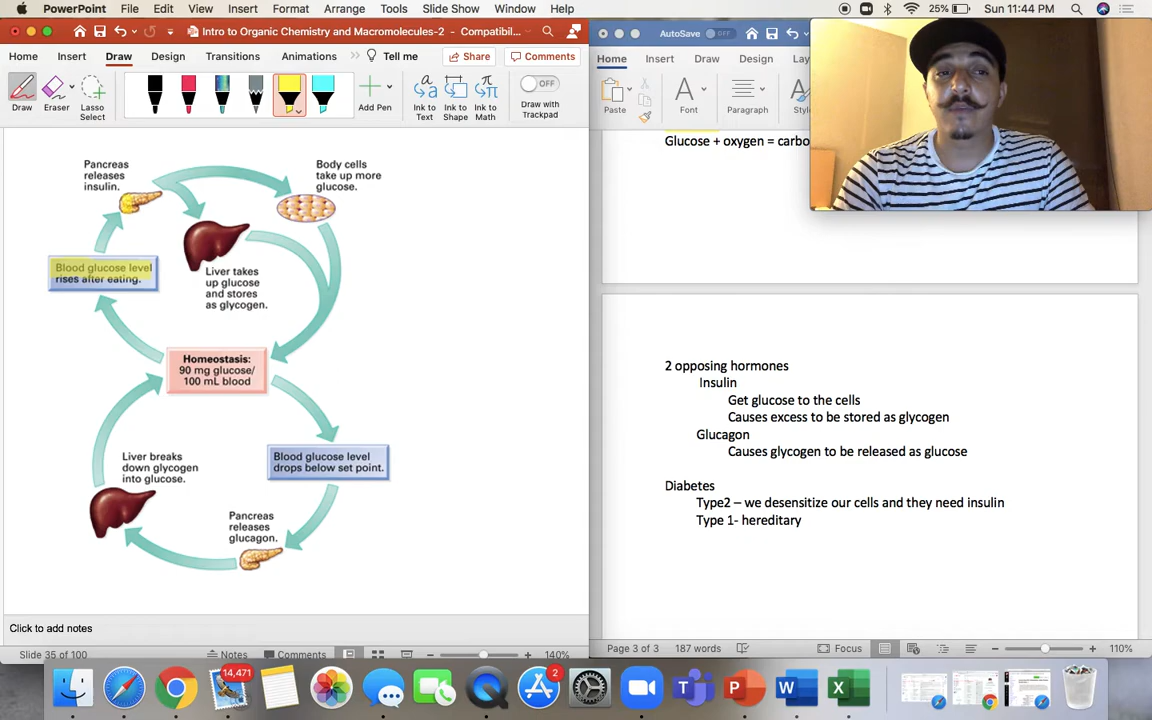 PowerPoint File Edit View Insert Format Arrange Tools Slide Show Window Help 25% Sun 11:44 PM
Intro to Organic Chemistry and Macromolecules-2 - Compatibil...
Home Insert Draw Design Transitions Animations Tell me Share Comments
Draw
Eraser
Lasso
Select
Add Pen
Ink to
Text
Ink to
Shape
Ink to
Math
OFF
Draw with
Trackpad
Pancreas
releases
insulin.
Body cells
take up more
glucose.
Blood glucose level
rises after eating.
Liver takes
up glucose
and stores
as glycogen.
Homeostasis:
90 mg glucose/
100 mL blood
Blood glucose level
drops below set point.
Liver breaks
down glycogen
into glucose.
Pancreas
releases
glucagon.
Click to add notes
Slide 35 of 100 Notes Comments 140%
AutoSave OFF
Home Insert Draw Design Lay
Paste
Font
Paragraph
Styl
Glucose + oxygen = carbo
2 opposing hormones
Insulin
Get glucose to the cells
Causes excess to be stored as glycogen
Glucagon
Causes glycogen to be released as glucose
Diabetes
Type2 – we desensitize our cells and they need insulin
Type 1- hereditary
Page 3 of 3 187 words Focus 110%
14,471
2